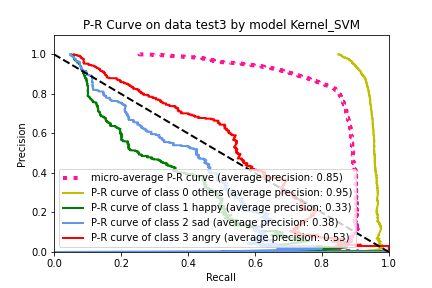 P-R Curve on data test3 by model Kernel_SVM
Precision
1.0
0.8
0.6
0.4
0.2
0.0
micro-average P-R curve (average precision: 0.85)
P-R curve of class 0 others (average precision: 0.95)
P-R curve of class 1 happy (average precision: 0.33)
P-R curve of class 2 sad (average precision: 0.38)
P-R curve of class 3 angry (average precision: 0.53)
0.0 0.2 0.4 0.6 0.8 1.0
Recall